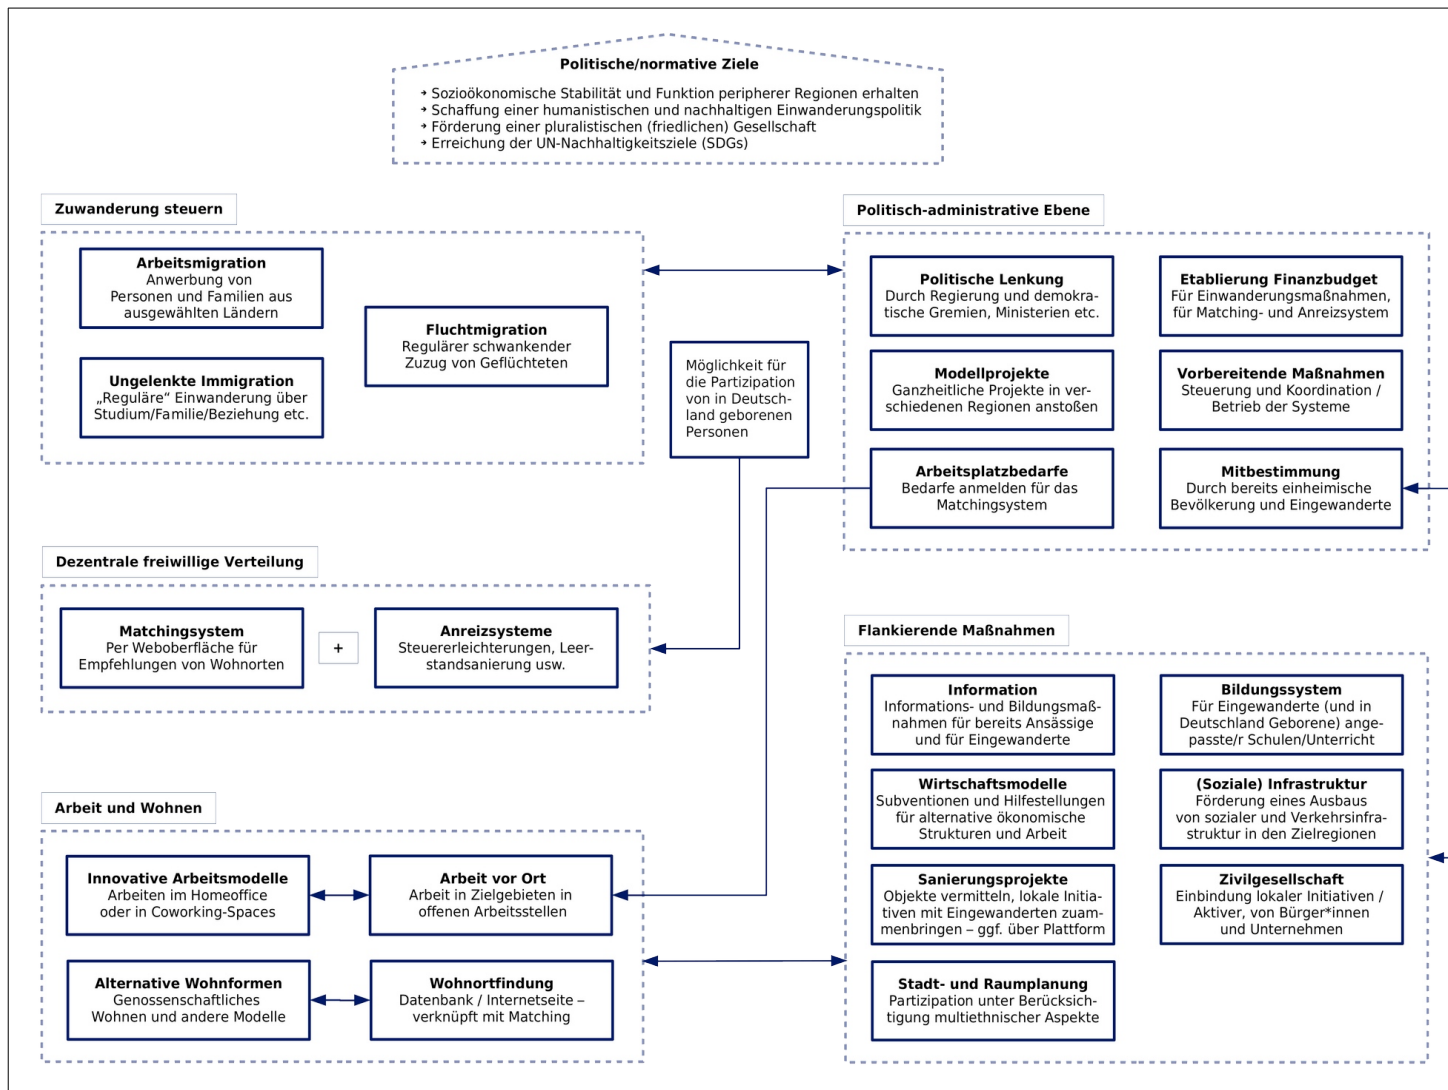 Politische/normative Ziele
➔ Sozioökonomische Stabilität und Funktion peripherer Regionen erhalten
➔ Schaffung einer humanistischen und nachhaltigen Einwanderungspolitik
➔ Förderung einer pluralistischen (friedlichen) Gesellschaft
➔ Erreichung der UN-Nachhaltigkeitsziele (SDGs)
Zuwanderung steuern
Arbeitsmigration
Anwerbung von
Personen und Familien aus
ausgewählten Ländern
Fluchtmigration
Regulärer schwankender
Zuzug von Geflüchteten
Ungelenkte Immigration
„Reguläre“ Einwanderung über
Studium/Familie/Beziehung etc.
Möglichkeit für
die Partizipation
von in Deutsch-
land geborenen
Personen
Politisch-administrative Ebene
Politische Lenkung
Durch Regierung und demokra-
tische Gremien, Ministerien etc.
Etablierung Finanzbudget
Für Einwanderungsmaßnahmen,
für Matching- und Anreizsystem
Modellprojekte
Ganzheitliche Projekte in ver-
schiedenen Regionen anstoßen
Vorbereitende Maßnahmen
Steuerung und Koordination /
Betrieb der Systeme
Arbeitsplatzbedarfe
Bedarfe anmelden für das
Matchingsystem
Mitbestimmung
Durch bereits einheimische
Bevölkerung und Eingewanderte
Dezentrale freiwillige Verteilung
Matchingsystem
Per Weboberfläche für
Empfehlungen von Wohnorten
+
Anreizsysteme
Steuererleichterungen, Leer-
standsanierung usw.
Arbeit und Wohnen
Innovative Arbeitsmodelle
Arbeiten im Homeoffice
oder in Coworking-Spaces
Arbeit vor Ort
Arbeit in Zielgebieten in
offenen Arbeitsstellen
Alternative Wohnformen
Genossenschaftliches
Wohnen und andere Modelle
Wohnortfindung
Datenbank / Internetseite –
verknüpft mit Matching
Flankierende Maßnahmen
Information
Informations- und Bildungsmaß-
nahmen für bereits Ansässige
und für Eingewanderte
Bildungssystem
Für Eingewanderte (und in
Deutschland Geborene) ange-
passte/r Schulen/Unterricht
Wirtschaftsmodelle
Subventionen und Hilfestellungen
für alternative ökonomische
Strukturen und Arbeit
(Soziale) Infrastruktur
Förderung eines Ausbaus
von sozialer und Verkehrsinfra-
struktur in den Zielregionen
Sanierungsprojekte
Objekte vermitteln, lokale Initia-
tiven mit Eingewanderten zuam-
menbringen – ggf. über Plattform
Zivilgesellschaft
Einbindung lokaler Initiativen /
Aktiver, von Bürger*innen
und Unternehmen
Stadt- und Raumplanung
Partizipation unter Berücksich-
tigung multiethnischer Aspekte